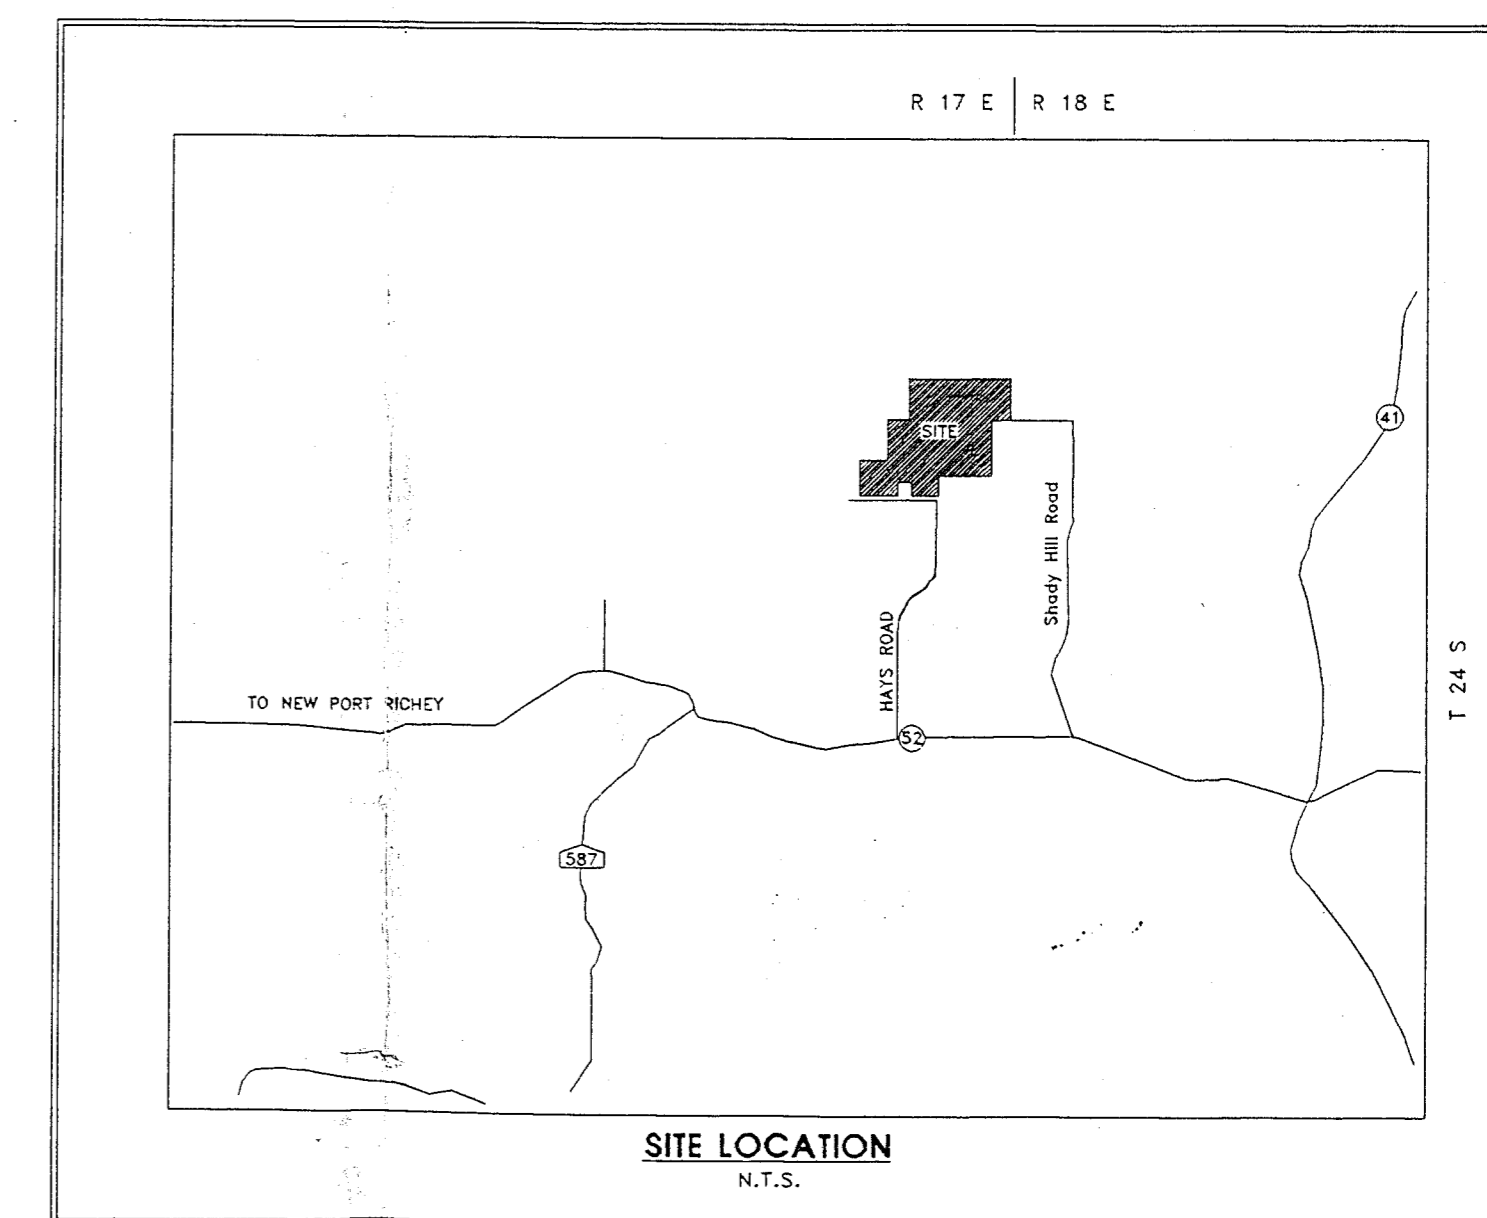 R 17 E R 18 E
41
SITE
Shady Hill Road
HAYS ROAD
T 24 S
TO NEW PORT RICHEY
52
587
SITE LOCATION
N.T.S.